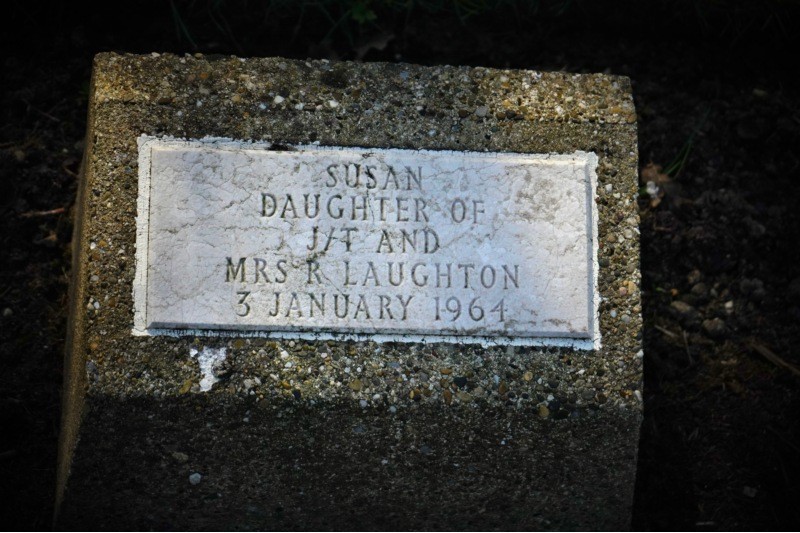 SUSAN
DAUGHTER OF
J/T AND
MRS R LAUGHTON
3 JANUARY 1964